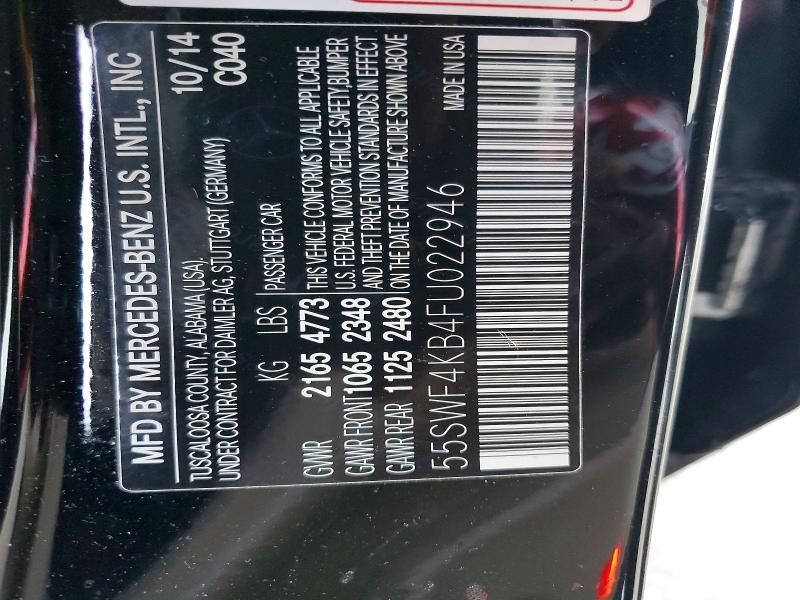 MFD BY MERCEDES-BENZ U.S. INTL., INC
TUSCALOOSA COUNTY, ALABAMA (USA). 10/14
UNDER CONTRACT FOR DAIMLER AG, STUTTGART (GERMANY) C040
KG LBS PASSENGER CAR
GWR 2165 4773 THIS VEHICLE CONFORMS TO ALL APPLICABLE
GAWR FRONT 1065 2348 U.S. FEDERAL MOTOR VEHICLE SAFETY, BUMPER
GAWR REAR 1125 2480 AND THEFT PREVENTION STANDARDS IN EFFECT
ON THE DATE OF MANUFACTURE SHOWN ABOVE
55SWF4KB4FU022946 MADE IN USA